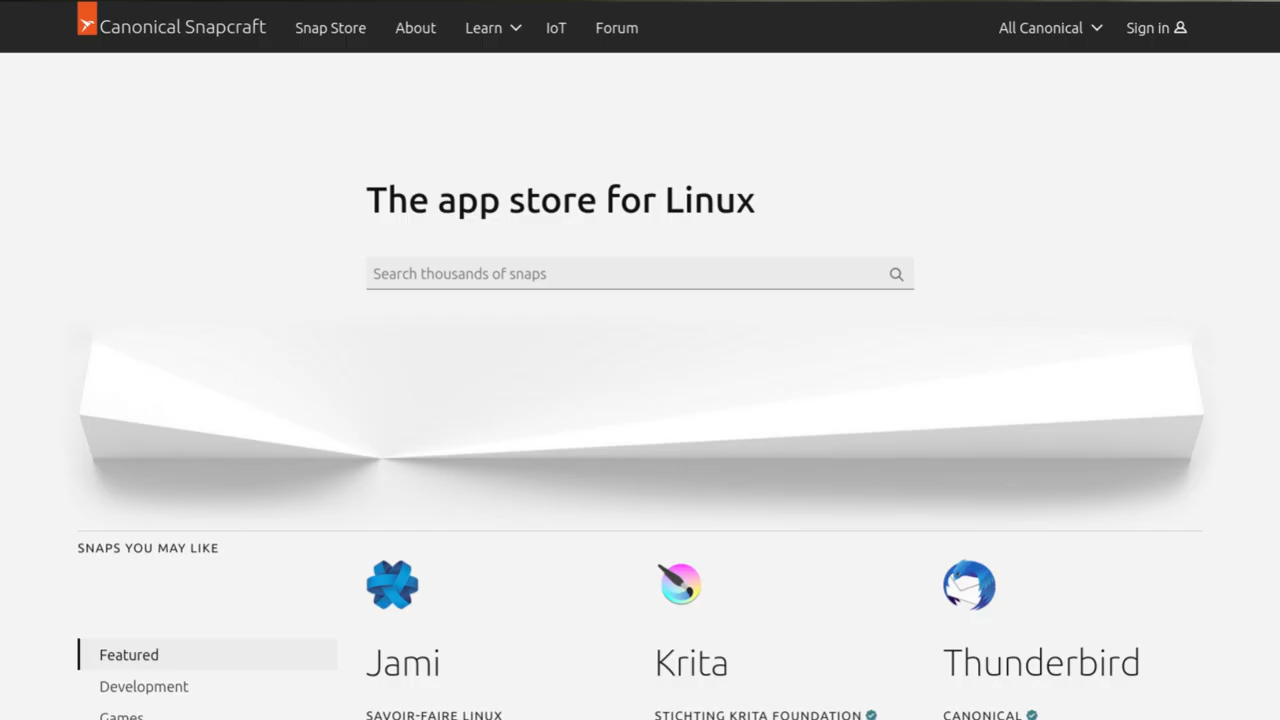 Canonical Snapcraft Snap Store About Learn IoT Forum All Canonical Sign in
The app store for Linux
Search thousands of snaps
SNAPS YOU MAY LIKE
Featured
Development
Games
Jami
SAVOIR-FAIRE LINUX
Krita
STICHTING KRITA FOUNDATION
Thunderbird
CANONICAL